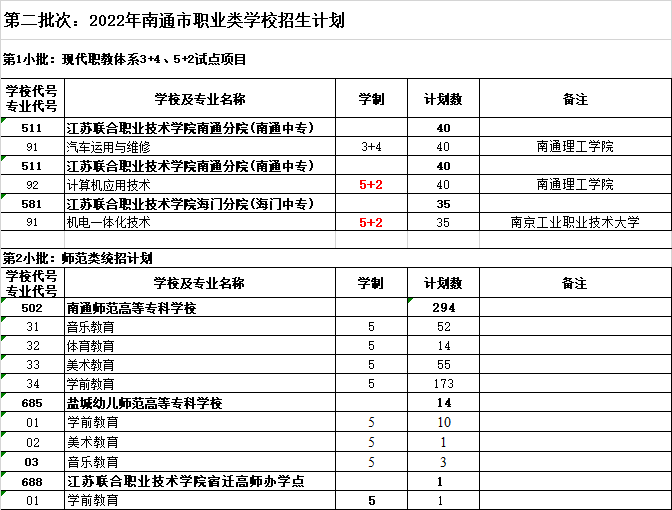 第二批次：2022年南通市职业类学校招生计划
第1小批：现代职教体系3+4、5+2试点项目
学校代号 专业代号 学校及专业名称 学制 计划数 备注
511 江苏联合职业技术学院南通分院(南通中专) 40
91 汽车运用与维修 3+4 40 南通理工学院
511 江苏联合职业技术学院南通分院(南通中专) 40
92 计算机应用技术 5+2 40 南通理工学院
581 江苏联合职业技术学院海门分院(海门中专) 35
91 机电一体化技术 5+2 35 南京工业职业技术大学
第2小批：师范类统招计划
学校代号 专业代号 学校及专业名称 学制 计划数 备注
502 南通师范高等专科学校 294
31 音乐教育 5 52
32 体育教育 5 14
33 美术教育 5 55
34 学前教育 5 173
685 盐城幼儿师范高等专科学校 14
01 学前教育 5 10
02 美术教育 5 1
03 音乐教育 5 3
688 江苏联合职业技术学院宿迁高师办学点 1
01 学前教育 5 1